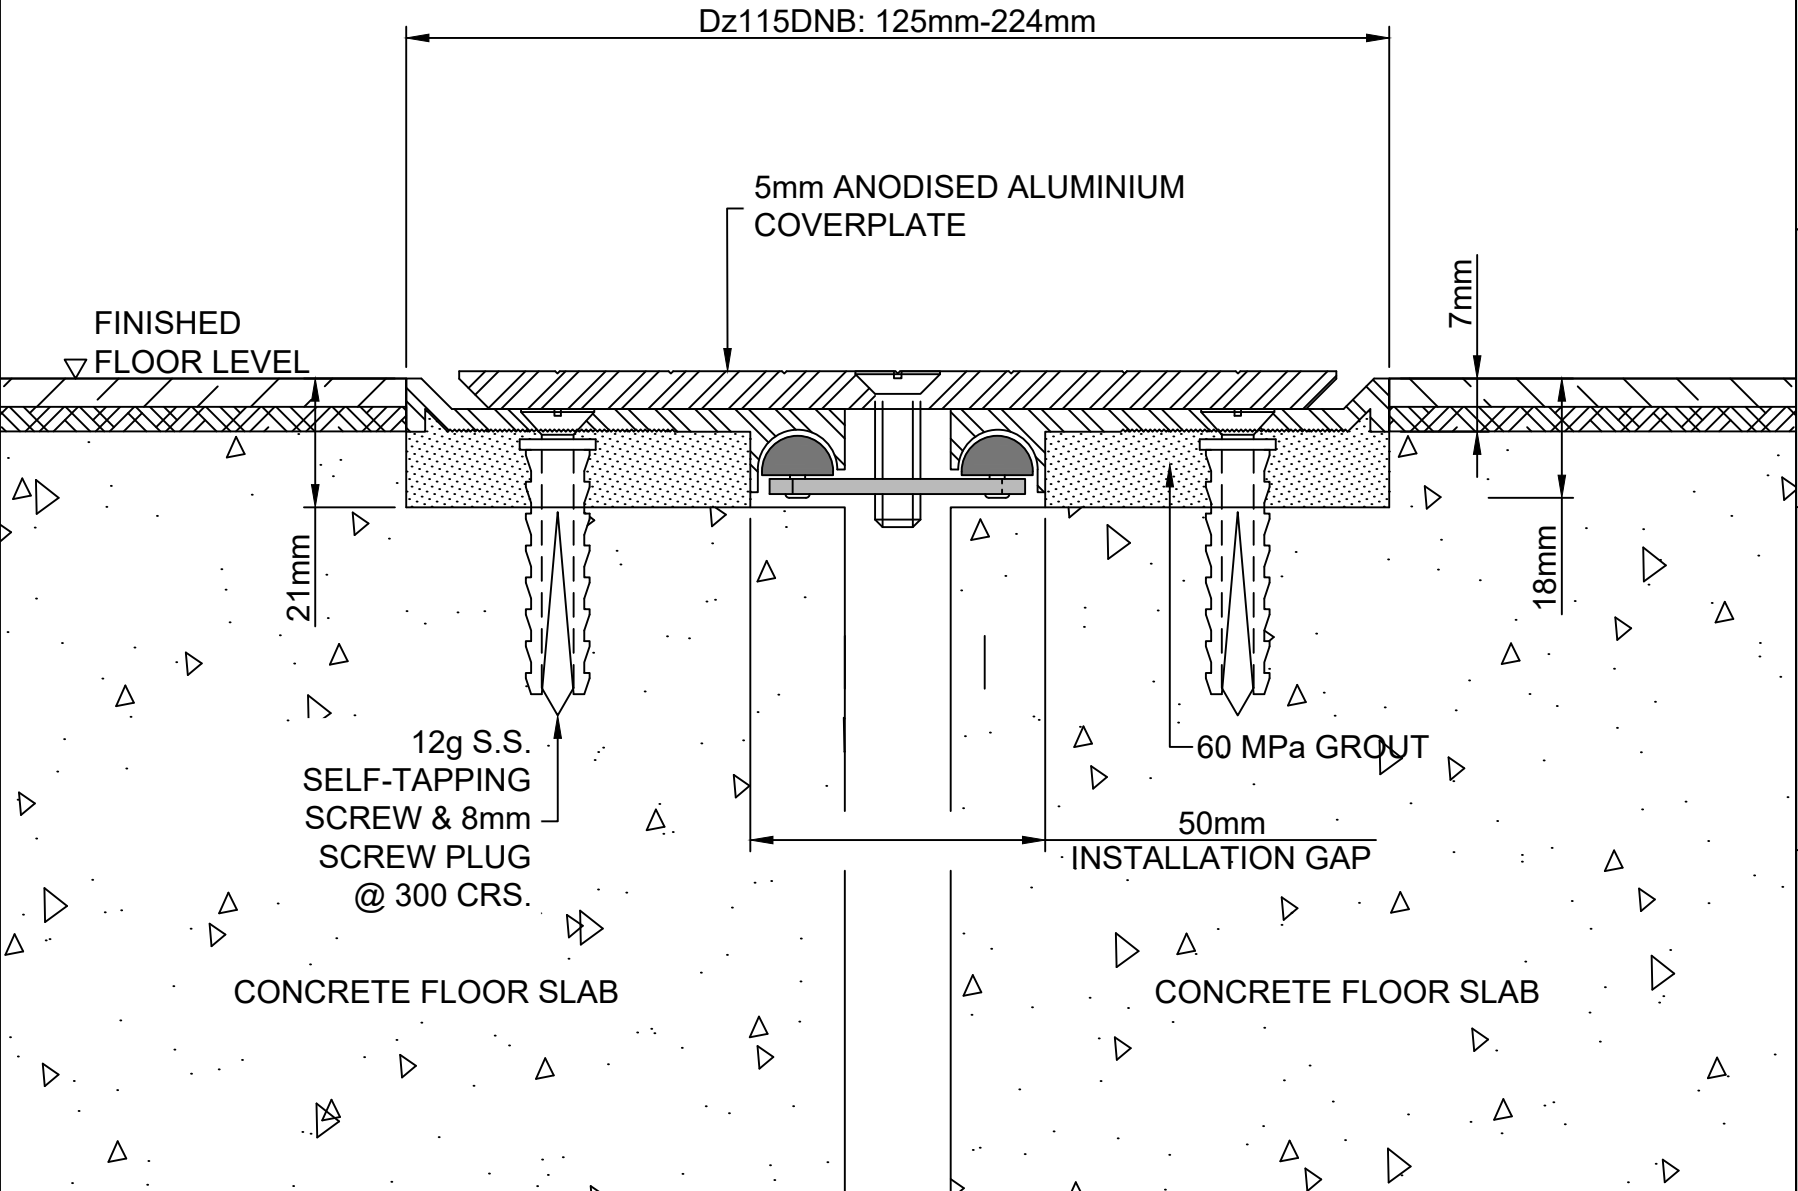 Dz115DNB: 125mm-224mm
5mm ANODISED ALUMINIUM
COVERPLATE
7mm
FINISHED
FLOOR LEVEL
21mm
18mm
12g S.S.
SELF-TAPPING
SCREW & 8mm
SCREW PLUG
@ 300 CRS.
60 MPa GROUT
50mm
INSTALLATION GAP
CONCRETE FLOOR SLAB
CONCRETE FLOOR SLAB